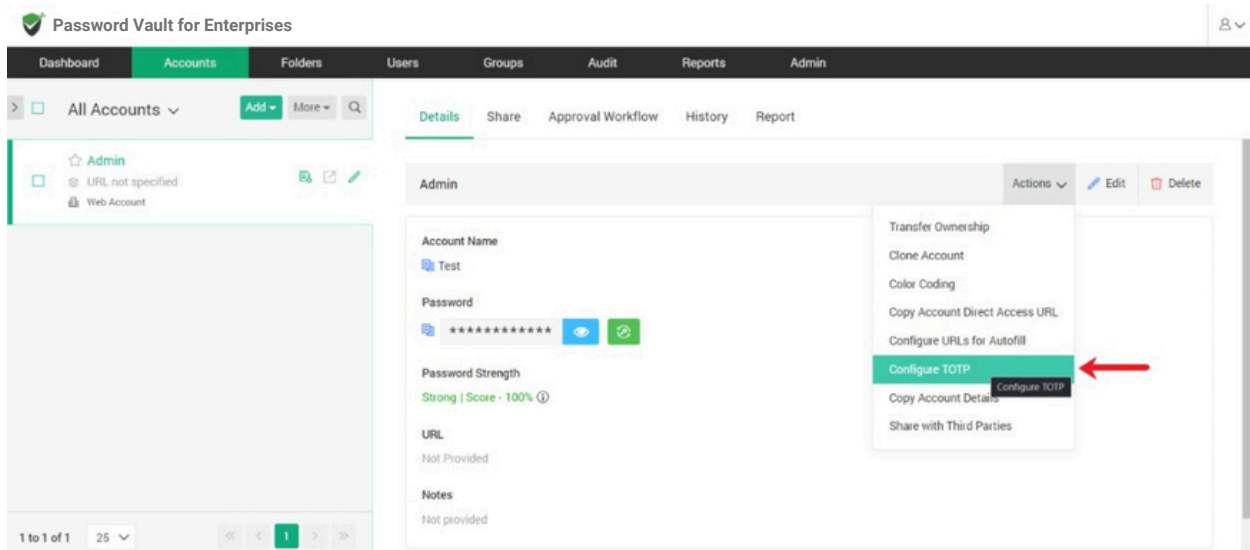 Password Vault for Enterprises
Dashboard Accounts Folders Users Groups Audit Reports Admin
All Accounts Add More
Details Share Approval Workflow History Report
Admin
URL not specified
Web Account
Admin Actions Edit Delete
Account Name
Test
Password
************
Password Strength
Strong | Score - 100%
URL
Not Provided
Notes
Not provided
Transfer Ownership
Clone Account
Color Coding
Copy Account Direct Access URL
Configure URLs for Autofill
Configure TOTP
Configure TOTP
Copy Account Details
Share with Third Parties
1 to 1 of 1 25 « < 1 > »